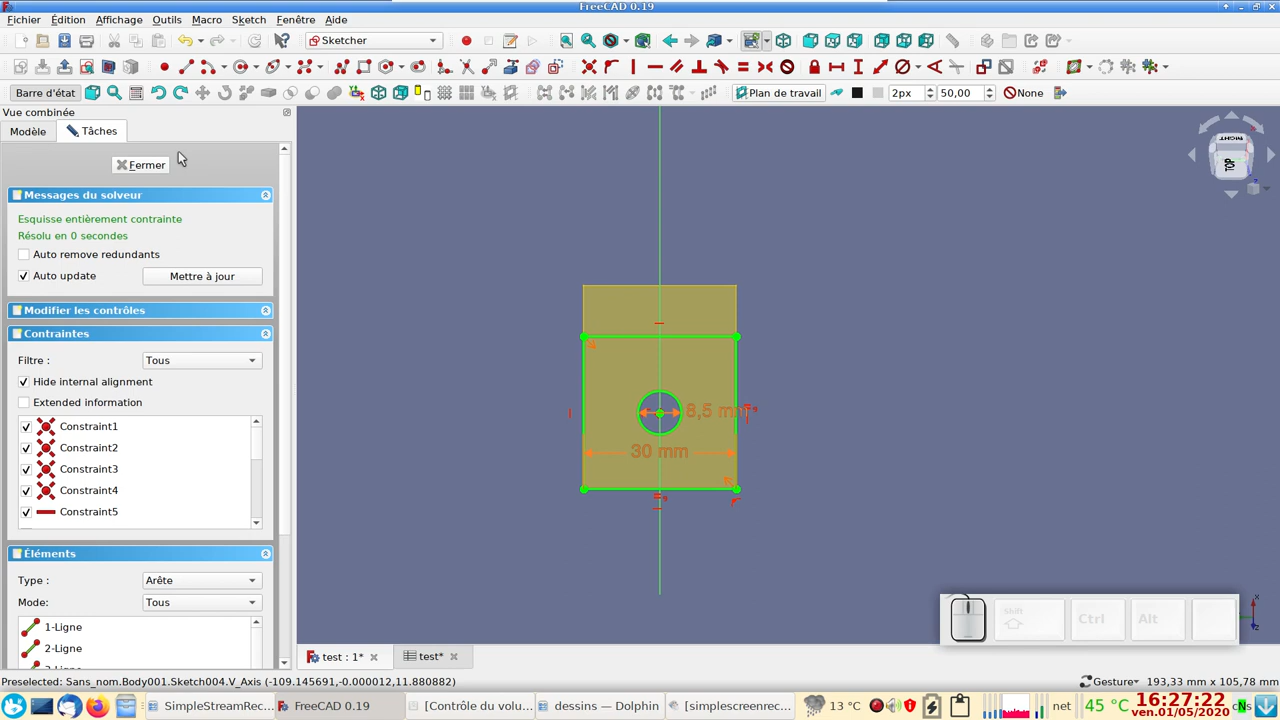 FreeCAD 0.19
Fichier Édition Affichage Outils Macro Sketch Fenêtre Aide
Sketcher
Barre d'état Plan de travail 2px 50,00 None
Vue combinée
Modèle Tâches
Fermer
Messages du solveur
Esquisse entièrement contrainte
Résolu en 0 secondes
Auto remove redundants
Auto update Mettre à jour
Modifier les contrôles
Contraintes
Filtre : Tous
Hide internal alignment
Extended information
Constraint1
Constraint2
Constraint3
Constraint4
Constraint5
Éléments
Type : Arête
Mode: Tous
1-Ligne
2-Ligne
RIGHT
TOP
8,5 mm
30 mm
Shift Ctrl Alt
test : 1* test*
Preselected: Sans_nom.Body001.Sketch004.V_Axis (-109.145691,-0.000012,11.880882) Gesture 193,33 mm x 105,78 mm
SimpleStreamRec... FreeCAD 0.19 [Contrôle du volu... dessins — Dolphin [simplescreenrec... 13 °C net 45 °C 16:27:22
ven.01/05/2020